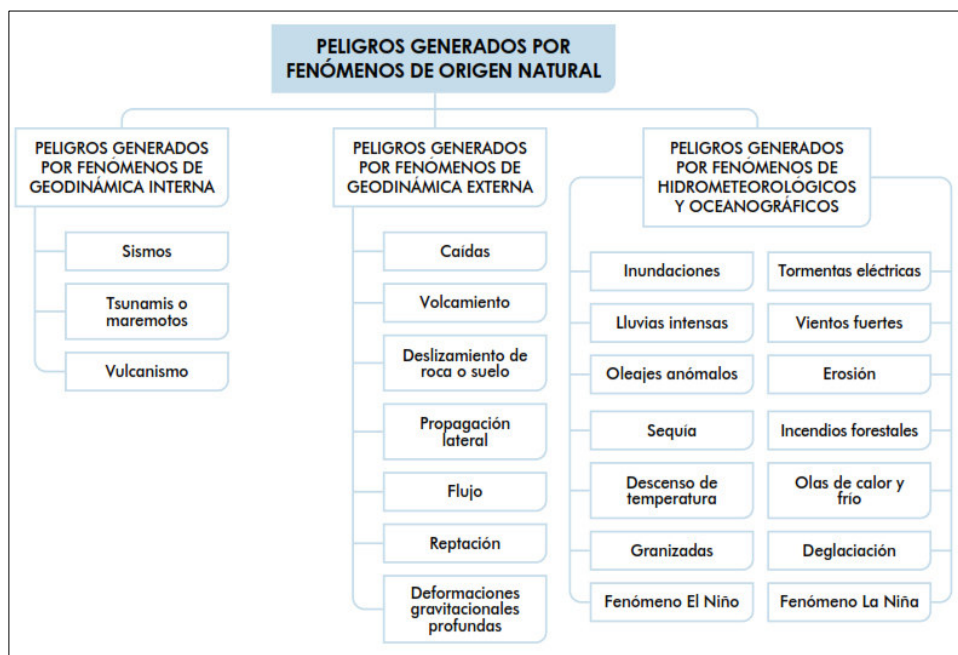 PELIGROS GENERADOS POR
FENÓMENOS DE ORIGEN NATURAL
PELIGROS GENERADOS
POR FENÓMENOS DE
GEODINÁMICA INTERNA
Sismos
Tsunamis o
maremotos
Vulcanismo
PELIGROS GENERADOS
POR FENÓMENOS DE
GEODINÁMICA EXTERNA
Caídas
Volcamiento
Deslizamiento de
roca o suelo
Propagación
lateral
Flujo
Reptación
Deformaciones
gravitacionales
profundas
PELIGROS GENERADOS
POR FENÓMENOS DE
HIDROMETEOROLÓGICOS
Y OCEANOGRÁFICOS
Inundaciones
Lluvias intensas
Oleajes anómalos
Sequía
Descenso de
temperatura
Granizadas
Fenómeno El Niño
Tormentas eléctricas
Vientos fuertes
Erosión
Incendios forestales
Olas de calor y
frío
Deglaciación
Fenómeno La Niña